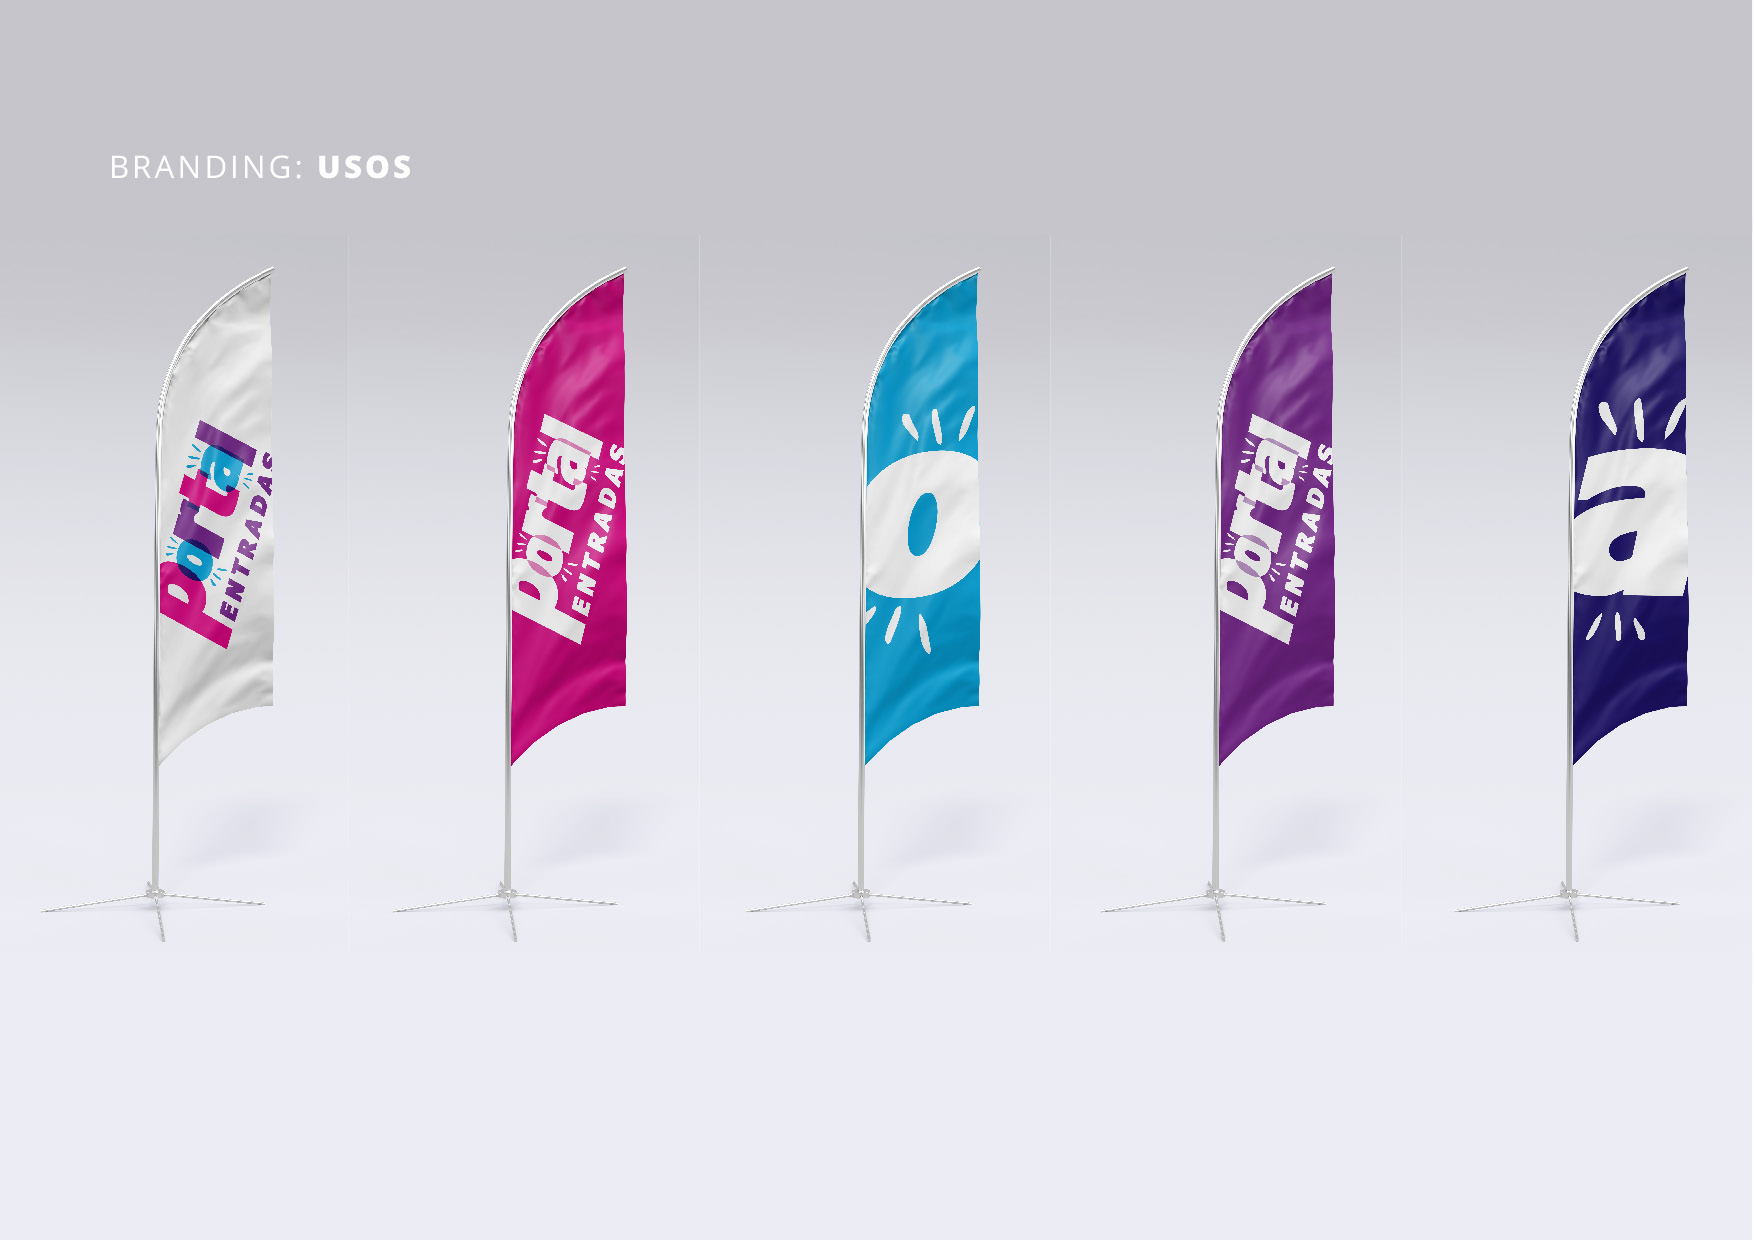 BRANDING: USOS
Portal
ENTRADAS
Portal
ENTRADAS
o
Portal
ENTRADAS
a